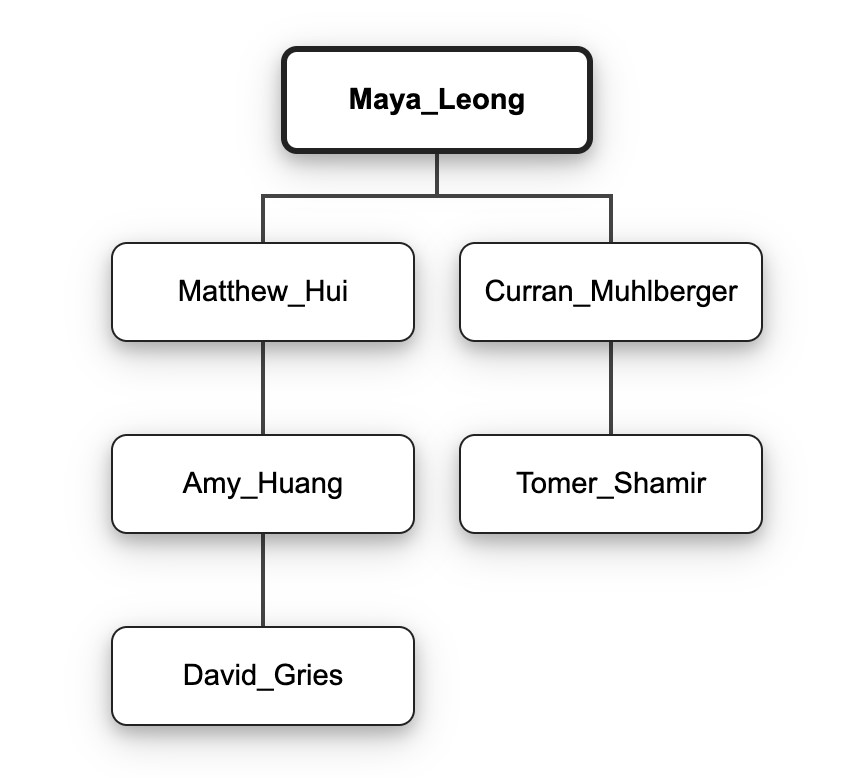 Maya_Leong
Matthew_Hui
Curran_Muhlberger
Amy_Huang
Tomer_Shamir
David_Gries